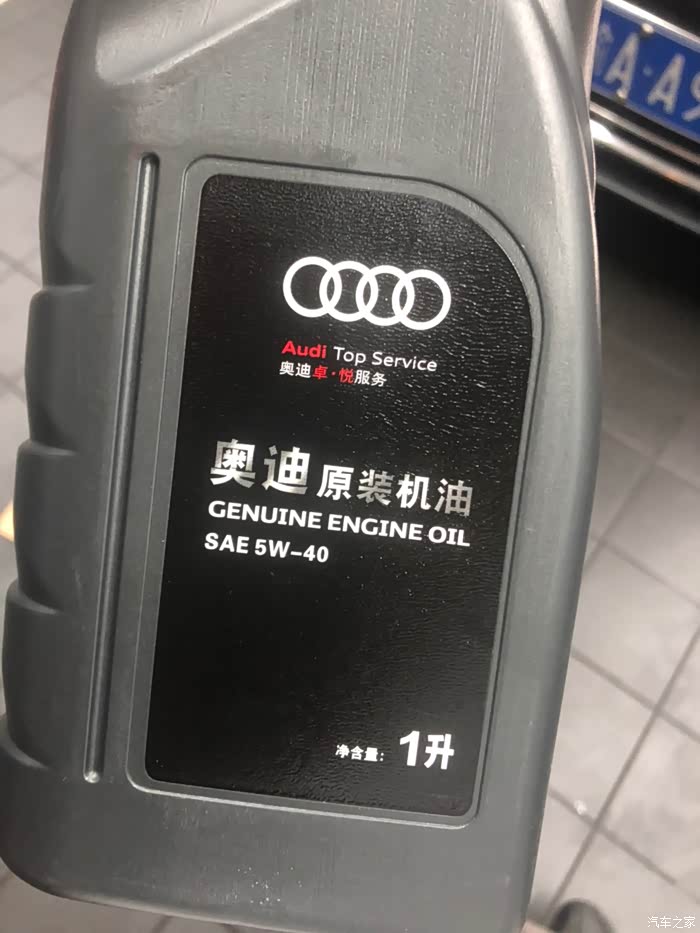 A·A9
Audi Top Service
奥迪卓·悦服务
奥迪 原装机油
GENUINE ENGINE OIL
SAE 5W-40
净含量: 1升
汽车之家